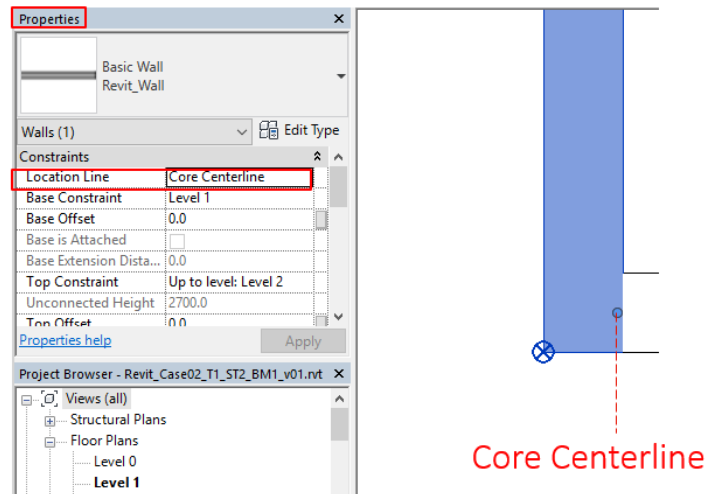 Properties
Basic Wall
Revit_Wall
Walls (1)
Edit Type
Constraints
Location Line Core Centerline
Base Constraint Level 1
Base Offset 0.0
Base is Attached
Base Extension Dista... 0.0
Top Constraint Up to level: Level 2
Unconnected Height 2700.0
Top Offset 0.0
Properties help
Apply
Project Browser - Revit_Case02_T1_ST2_BM1_v01.rvt
Views (all)
Structural Plans
Floor Plans
Level 0
Level 1
Core Centerline